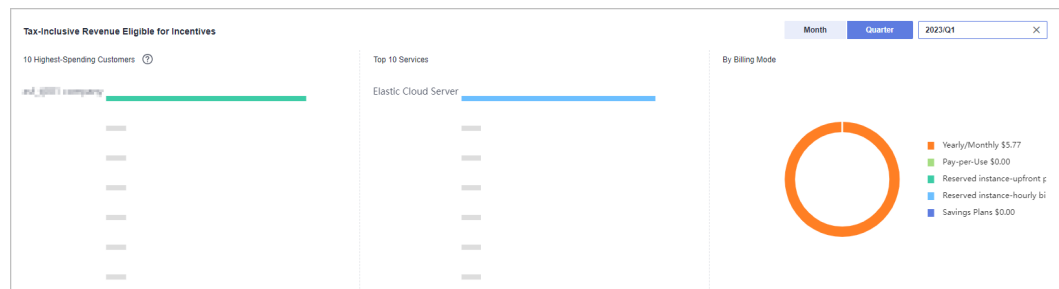 Tax-Inclusive Revenue Eligible for Incentives
Month
Quarter
2023/Q1
10 Highest-Spending Customers
Top 10 Services
By Billing Mode
company
Elastic Cloud Server
Yearly/Monthly $5.77
Pay-per-Use $0.00
Reserved instance-upfront p
Reserved instance-hourly bi
Savings Plans $0.00